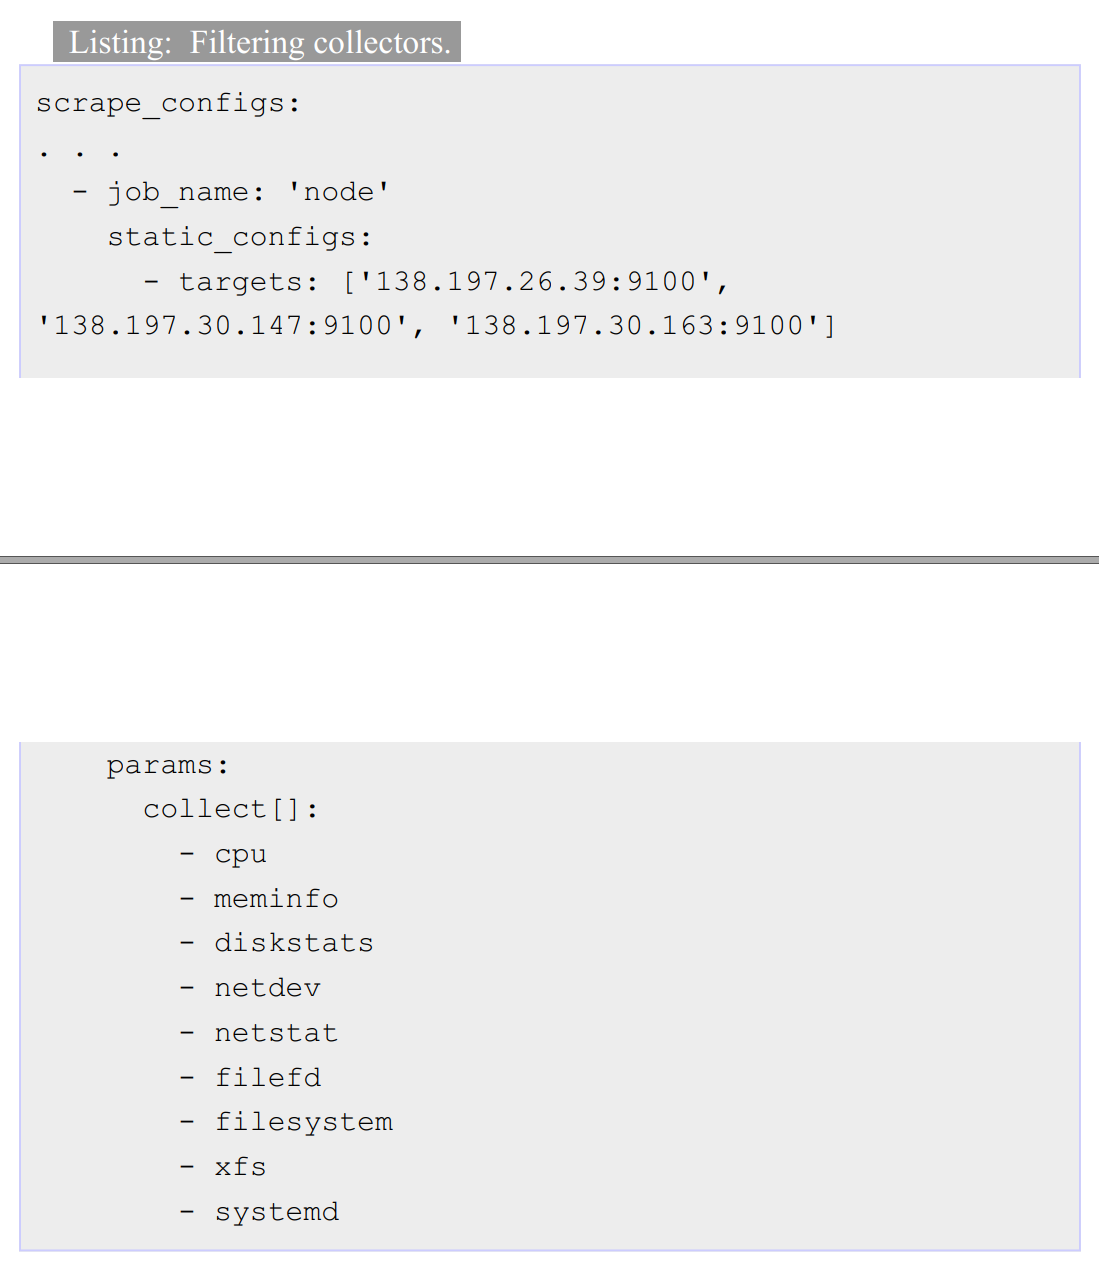 Listing: Filtering collectors.
scrape_configs:
. . .
  - job_name: 'node'
    static_configs:
      - targets: ['138.197.26.39:9100',
'138.197.30.147:9100', '138.197.30.163:9100']
    params:
      collect[]:
        - cpu
        - meminfo
        - diskstats
        - netdev
        - netstat
        - filefd
        - filesystem
        - xfs
        - systemd